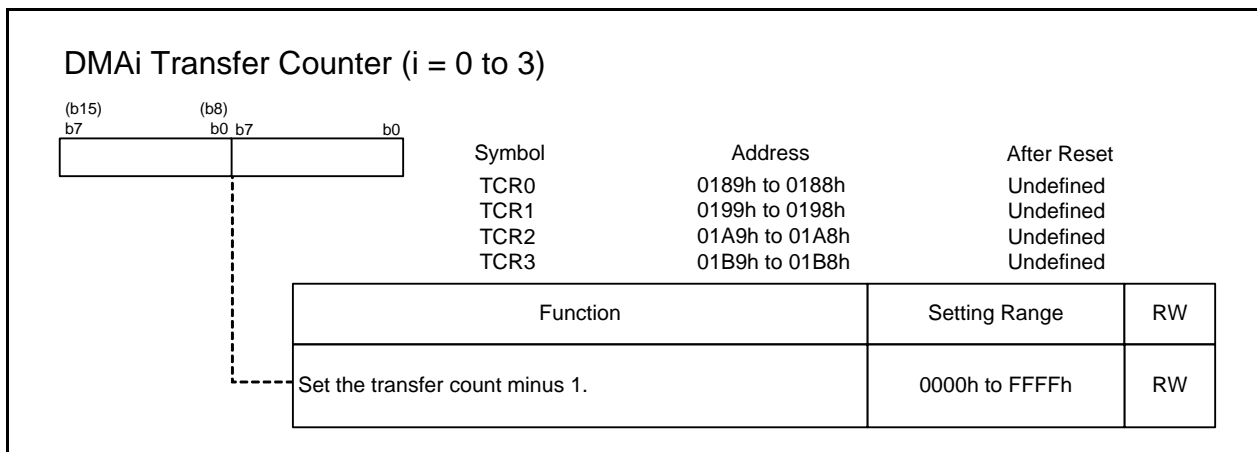 DMAi Transfer Counter (i = 0 to 3)
(b15) (b8)
b7 b0 b7 b0
Symbol Address After Reset
TCR0 0189h to 0188h Undefined
TCR1 0199h to 0198h Undefined
TCR2 01A9h to 01A8h Undefined
TCR3 01B9h to 01B8h Undefined
Function Setting Range RW
Set the transfer count minus 1. 0000h to FFFFh RW